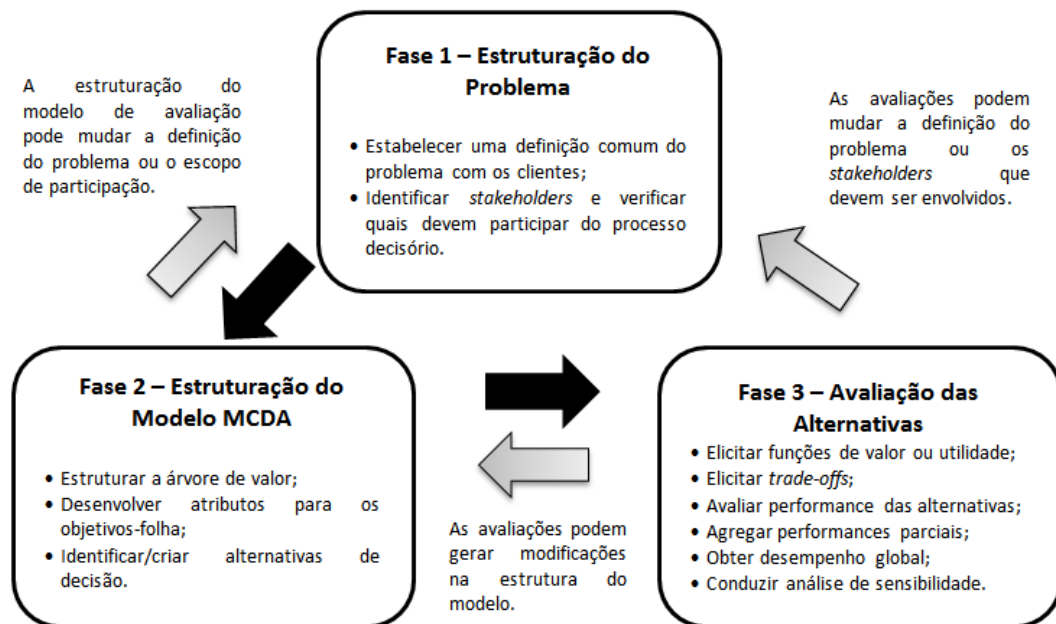 Fase 1 – Estruturação do
Problema
• Estabelecer uma definição comum do
problema com os clientes;
• Identificar stakeholders e verificar
quais devem participar do processo
decisório.
A estruturação do
modelo de avaliação
pode mudar a definição
do problema ou o escopo
de participação.
As avaliações podem
mudar a definição do
problema ou os
stakeholders que
devem ser envolvidos.
Fase 2 – Estruturação do
Modelo MCDA
• Estruturar a árvore de valor;
• Desenvolver atributos para os
objetivos-folha;
• Identificar/criar alternativas de
decisão.
As avaliações podem
gerar modificações
na estrutura do
modelo.
Fase 3 – Avaliação das
Alternativas
• Elicitar funções de valor ou utilidade;
• Elicitar trade-offs;
• Avaliar performance das alternativas;
• Agregar performances parciais;
• Obter desempenho global;
• Conduzir análise de sensibilidade.